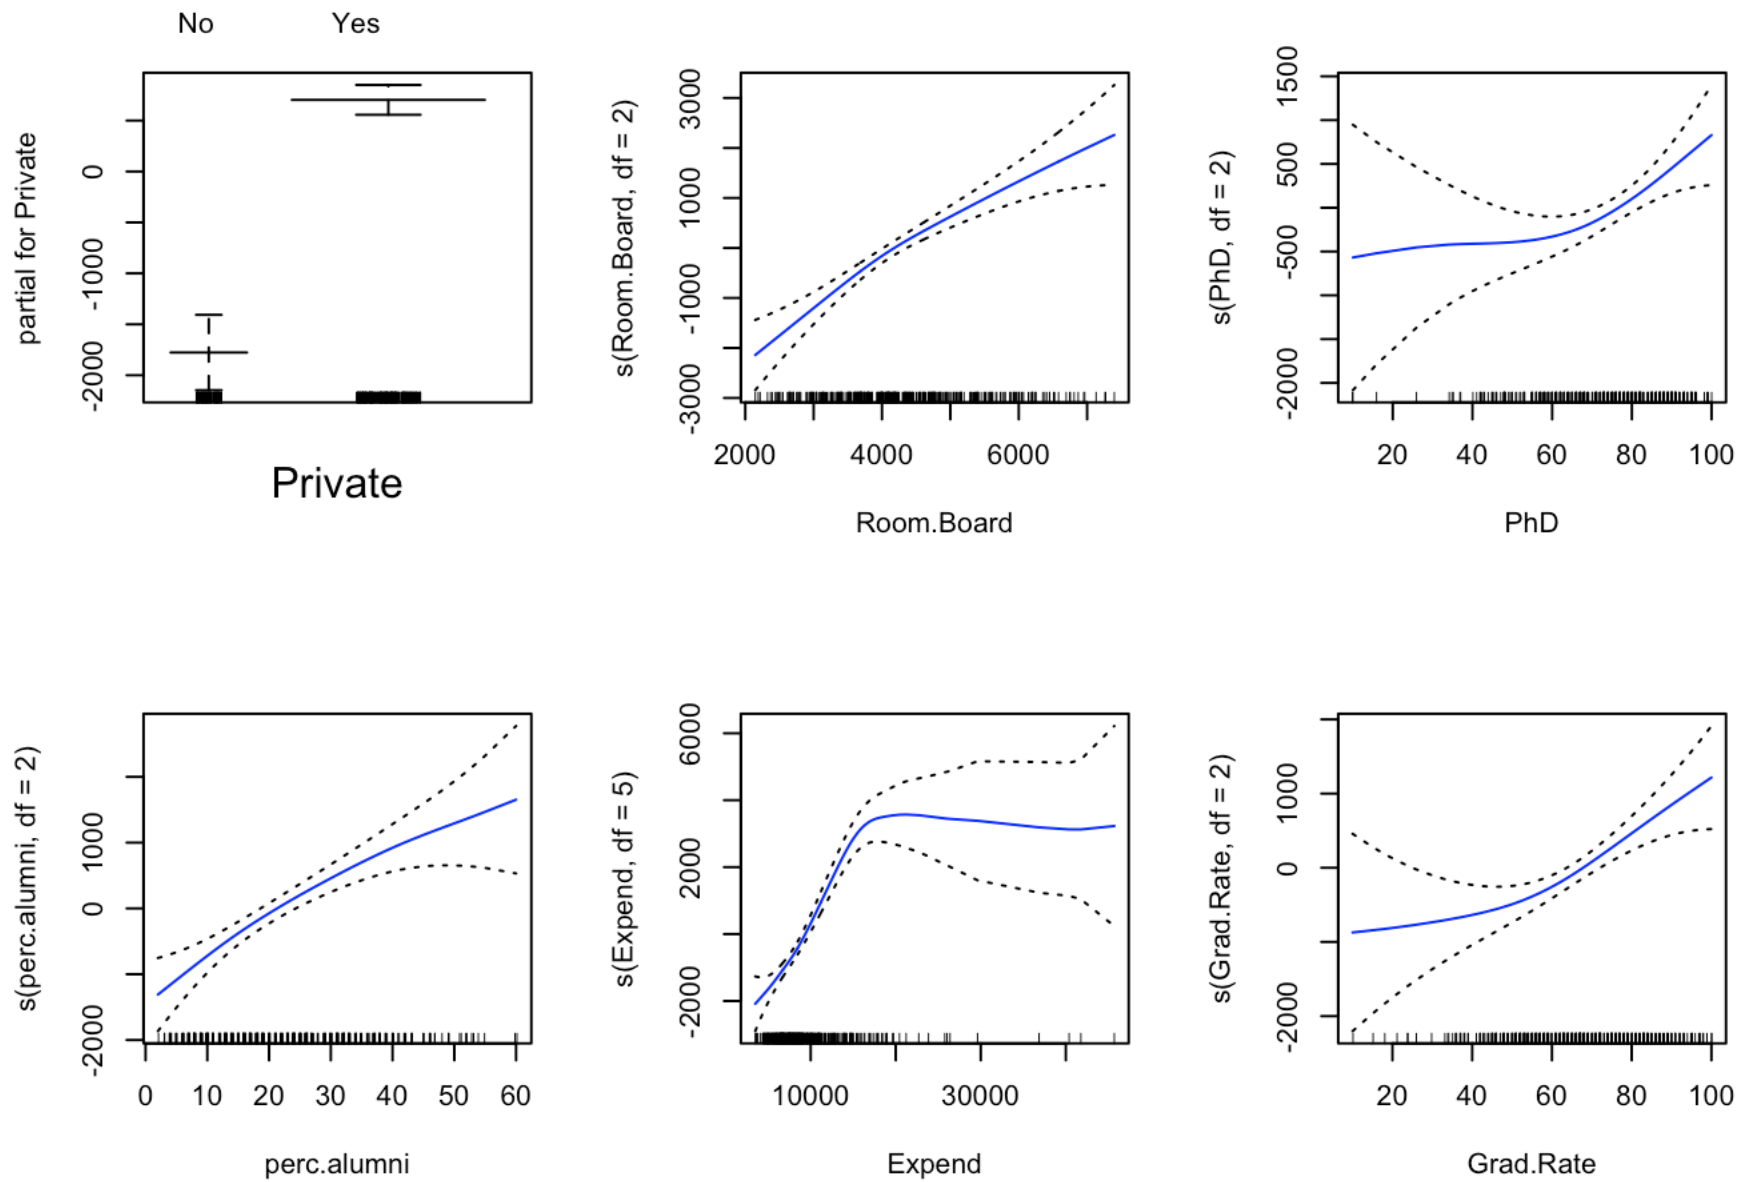 No Yes
partial for Private
0
-1000
-2000
Private
s(Room.Board, df = 2)
3000
1000
-1000
-3000
2000 4000 6000
Room.Board
s(PhD, df = 2)
1500
500
-500
-2000
20 40 60 80 100
PhD
s(perc.alumni, df = 2)
1000
0
-2000
0 10 20 30 40 50 60
perc.alumni
s(Expend, df = 5)
6000
2000
-2000
10000 30000
Expend
s(Grad.Rate, df = 2)
1000
0
-2000
20 40 60 80 100
Grad.Rate